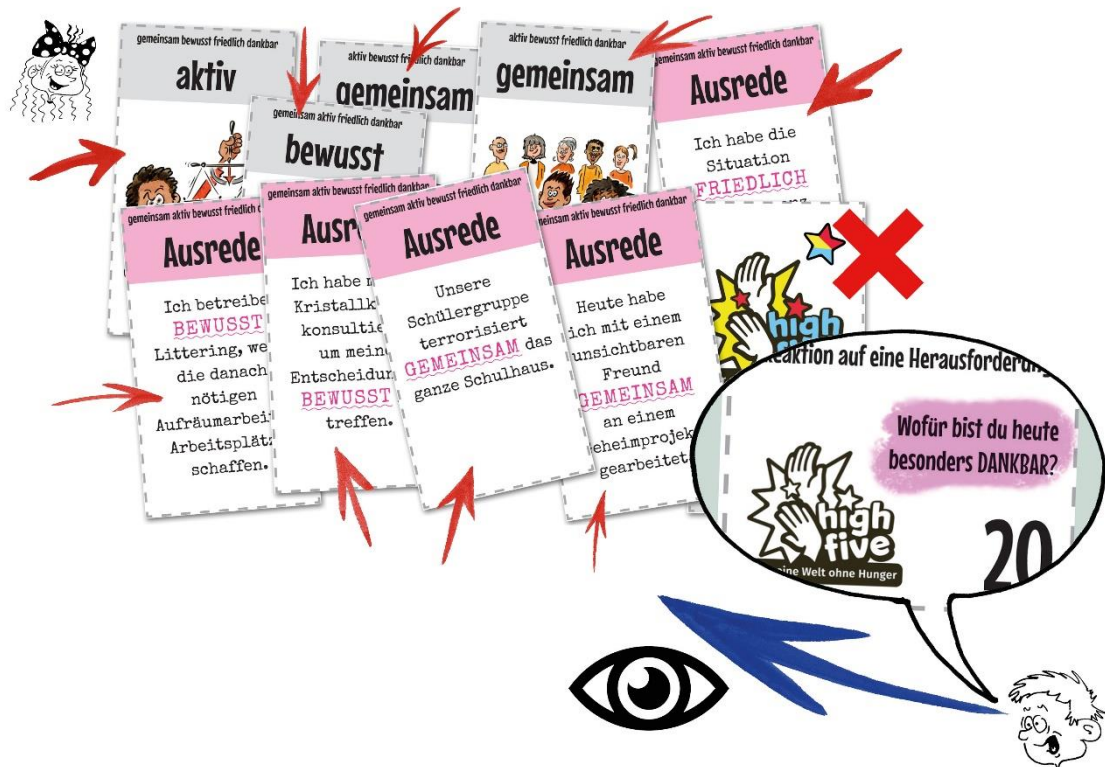 gemeinsam bewusst friedlich dankbar
aktiv
aktiv bewusst friedlich dankbar
gemeinsam
aktiv bewusst friedlich dankbar
gemeinsam
gemeinsam aktiv friedlich dankbar
bewusst
gemeinsam aktiv bewusst friedlich dankbar
Ausrede
Ich habe die
Situation
FRIEDLICH
gemeinsam aktiv bewusst friedlich dankbar
Ausrede
Ich betreibe
BEWUSST
Littering, we
die danach
nötigen
Aufräumarbei
Arbeitsplätz
schaffen.
gemeinsam aktiv bewusst friedlich dankbar
Ausr
Ich habe m
Kristallk
konsultie
um mein
Entscheidun
BEWUSST
treffen.
gemeinsam aktiv bewusst friedlich dankbar
Ausrede
Unsere
Schülergruppe
terrorisiert
GEMEINSAM das
ganze Schulhaus.
meinsam aktiv bewusst friedlich dankbar
Ausrede
Heute habe
ich mit einem
unsichtbaren
Freund
GEMEINSAM
an einem
eheimprojek
gearbeitet
high
eaktion auf eine Herausforderung
Wofür bist du heute
besonders DANKBAR?
high
five
eine Welt ohne Hunger
20